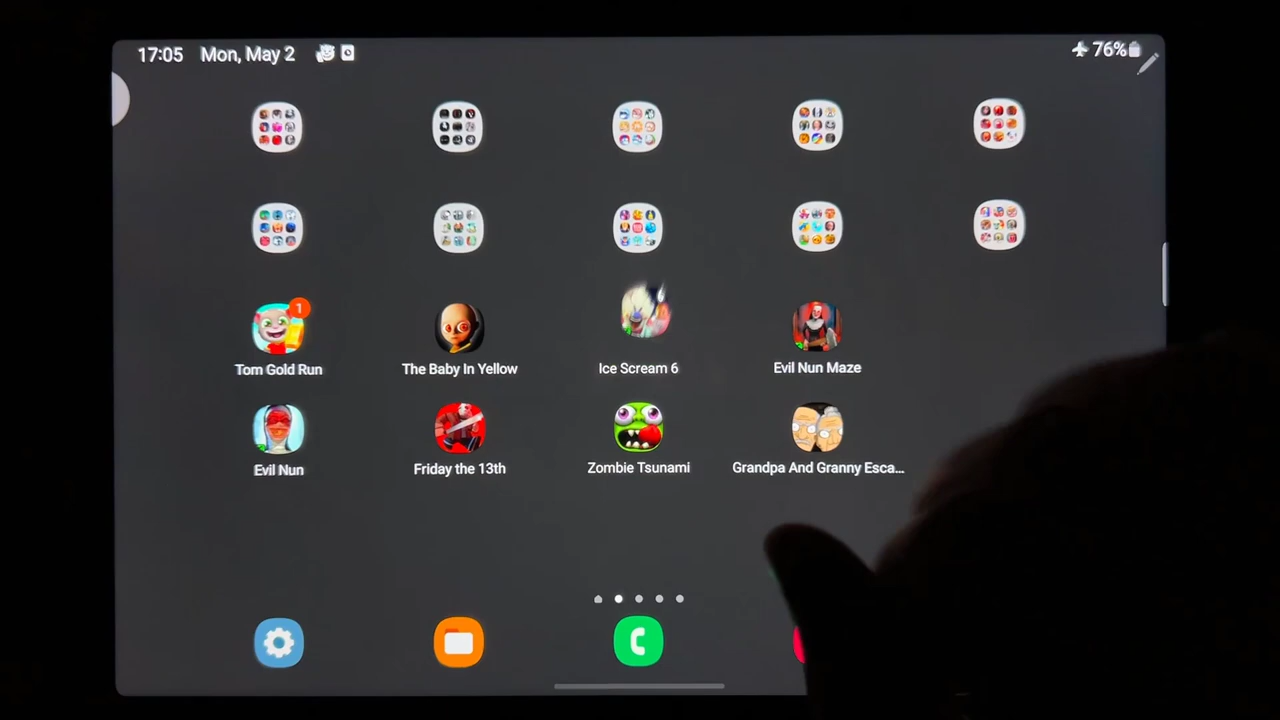 17:05 Mon, May 2 76%
1
Tom Gold Run The Baby In Yellow Ice Scream 6 Evil Nun Maze
Evil Nun Friday the 13th Zombie Tsunami Grandpa And Granny Esca...